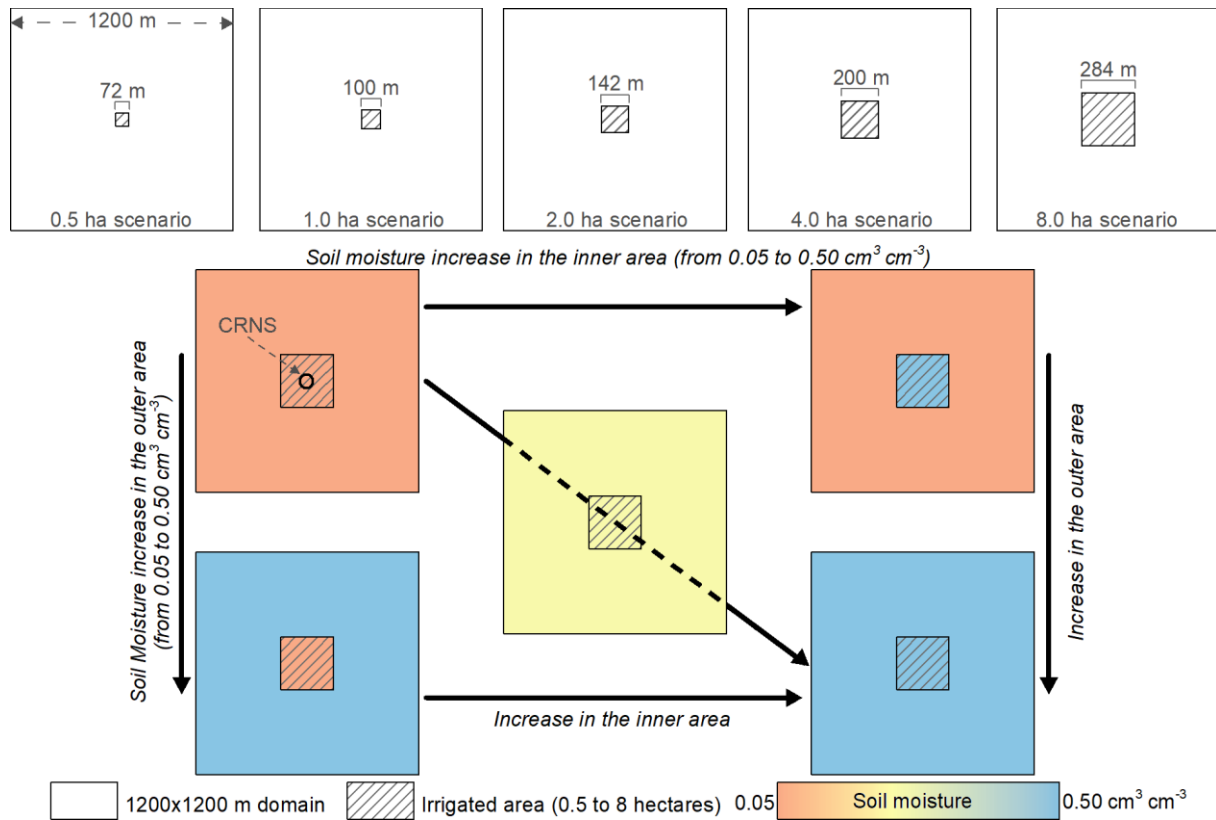 1200 m
72 m
100 m
142 m
200 m
284 m
0.5 ha scenario
1.0 ha scenario
2.0 ha scenario
4.0 ha scenario
8.0 ha scenario
Soil moisture increase in the inner area (from 0.05 to 0.50 cm³ cm⁻³)
CRNS
Soil Moisture increase in the outer area
(from 0.05 to 0.50 cm³ cm⁻³)
Increase in the outer area
Increase in the inner area
1200x1200 m domain
Irrigated area (0.5 to 8 hectares)
0.05
Soil moisture
0.50 cm³ cm⁻³